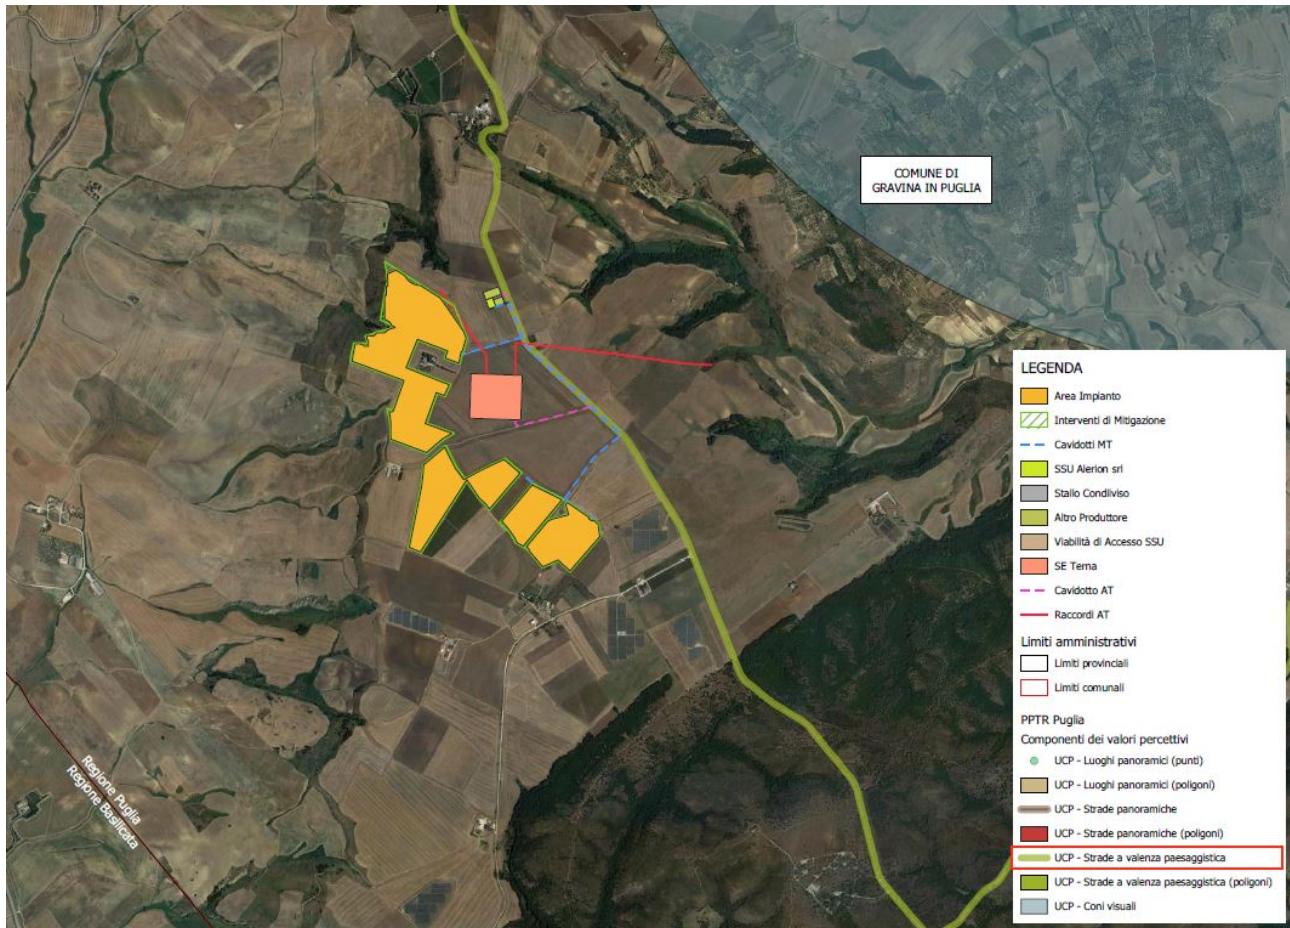 COMUNE DI
GRAVINA IN PUGLIA
LEGENDA
Area Impianto
Interventi di Mitigazione
Cavidotti MT
SSU Alerion srl
Stallo Condiviso
Altro Produttore
Viabilità di Accesso SSU
SE Terna
Cavidotto AT
Raccordi AT
Limiti amministrativi
Limiti provinciali
Limiti comunali
PPTR Puglia
Componenti dei valori percettivi
UCP - Luoghi panoramici (punti)
UCP - Luoghi panoramici (poligoni)
UCP - Strade panoramiche
UCP - Strade panoramiche (poligoni)
UCP - Strade a valenza paesaggistica
UCP - Strade a valenza paesaggistica (poligoni)
UCP - Coni visuali
Regione Puglia
Regione Basilicata